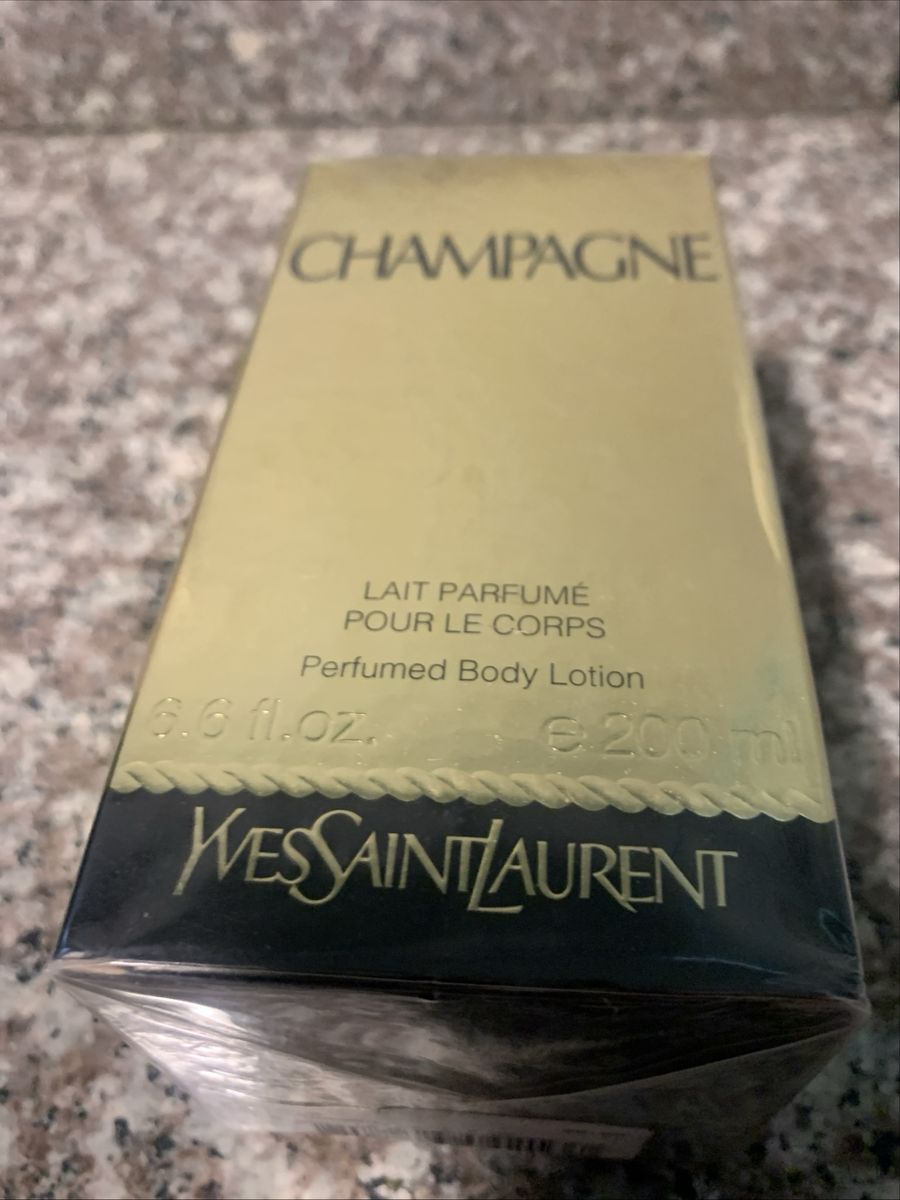 CHAMPAGNE
LAIT PARFUMÉ
POUR LE CORPS
Perfumed Body Lotion
6.6 fl.oz. e 200 ml
YVESSAINTLAURENT